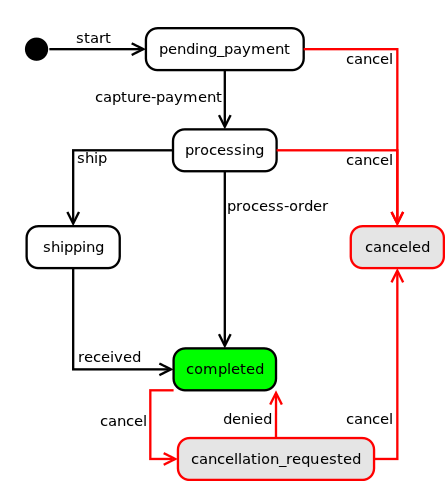 start
pending_payment
cancel
capture-payment
processing
ship
cancel
process-order
shipping
canceled
received
completed
cancel
denied
cancel
cancellation_requested